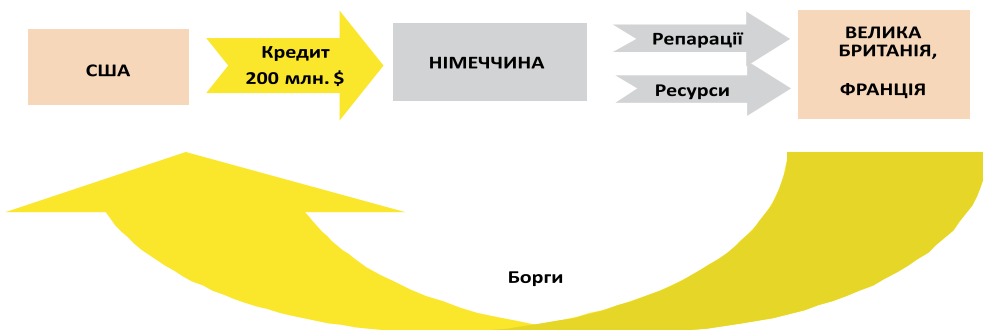 США
Кредит
200 млн. $
НІМЕЧЧИНА
Репарації
Ресурси
ВЕЛИКА
БРИТАНІЯ,
ФРАНЦІЯ
Борги